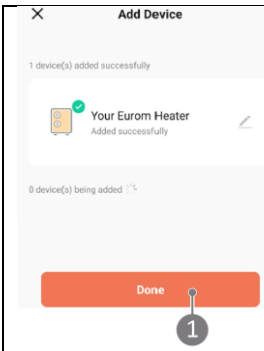 Add Device
1 device(s) added successfully
Your Eurom Heater
Added successfully
0 device(s) being added
Done
1